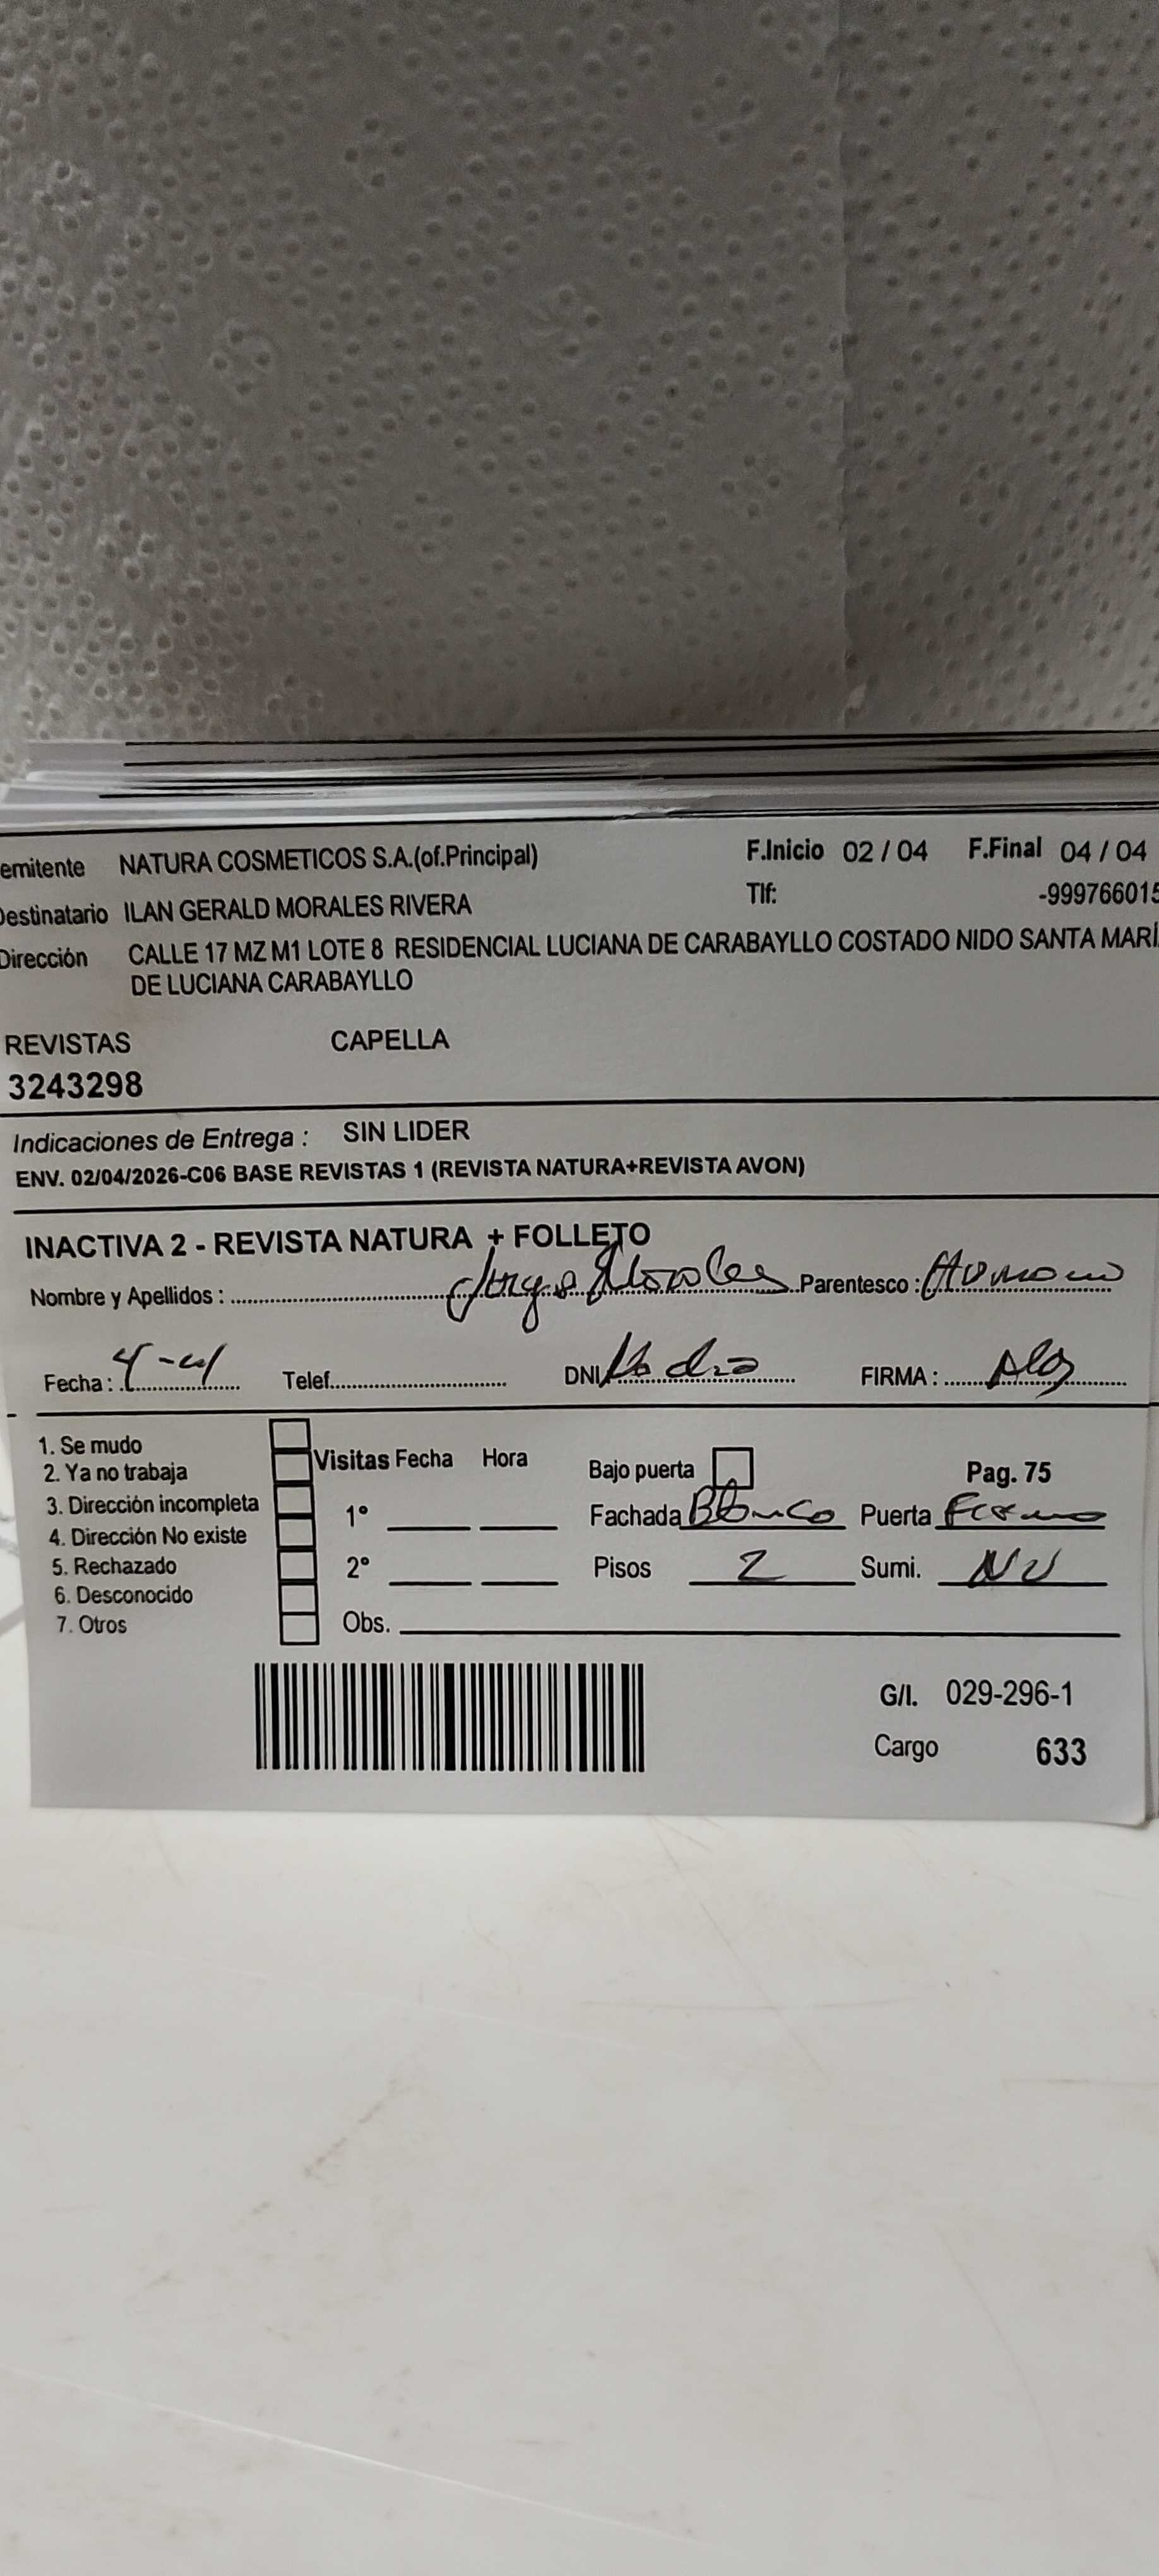 emitente NATURA COSMETICOS S.A.(of.Principal) F.Inicio 02 / 04 F.Final 04 / 04
Destinatario ILAN GERALD MORALES RIVERA Tlf: -999766015
Dirección CALLE 17 MZ M1 LOTE 8 RESIDENCIAL LUCIANA DE CARABAYLLO COSTADO NIDO SANTA MARÍ
DE LUCIANA CARABAYLLO
REVISTAS CAPELLA
3243298
Indicaciones de Entrega : SIN LIDER
ENV. 02/04/2026-C06 BASE REVISTAS 1 (REVISTA NATURA+REVISTA AVON)
INACTIVA 2 - REVISTA NATURA + FOLLETO
Nombre y Apellidos : Jorge Morales Parentesco : Hermano
Fecha : Telef. DNI FIRMA :
1. Se mudo
2. Ya no trabaja Visitas Fecha Hora Bajo puerta Pag. 75
3. Dirección incompleta 1° Fachada Blanco Puerta
4. Dirección No existe
5. Rechazado 2° Pisos 2 Sumi.
6. Desconocido
7. Otros Obs.
G/I. 029-296-1
Cargo 633